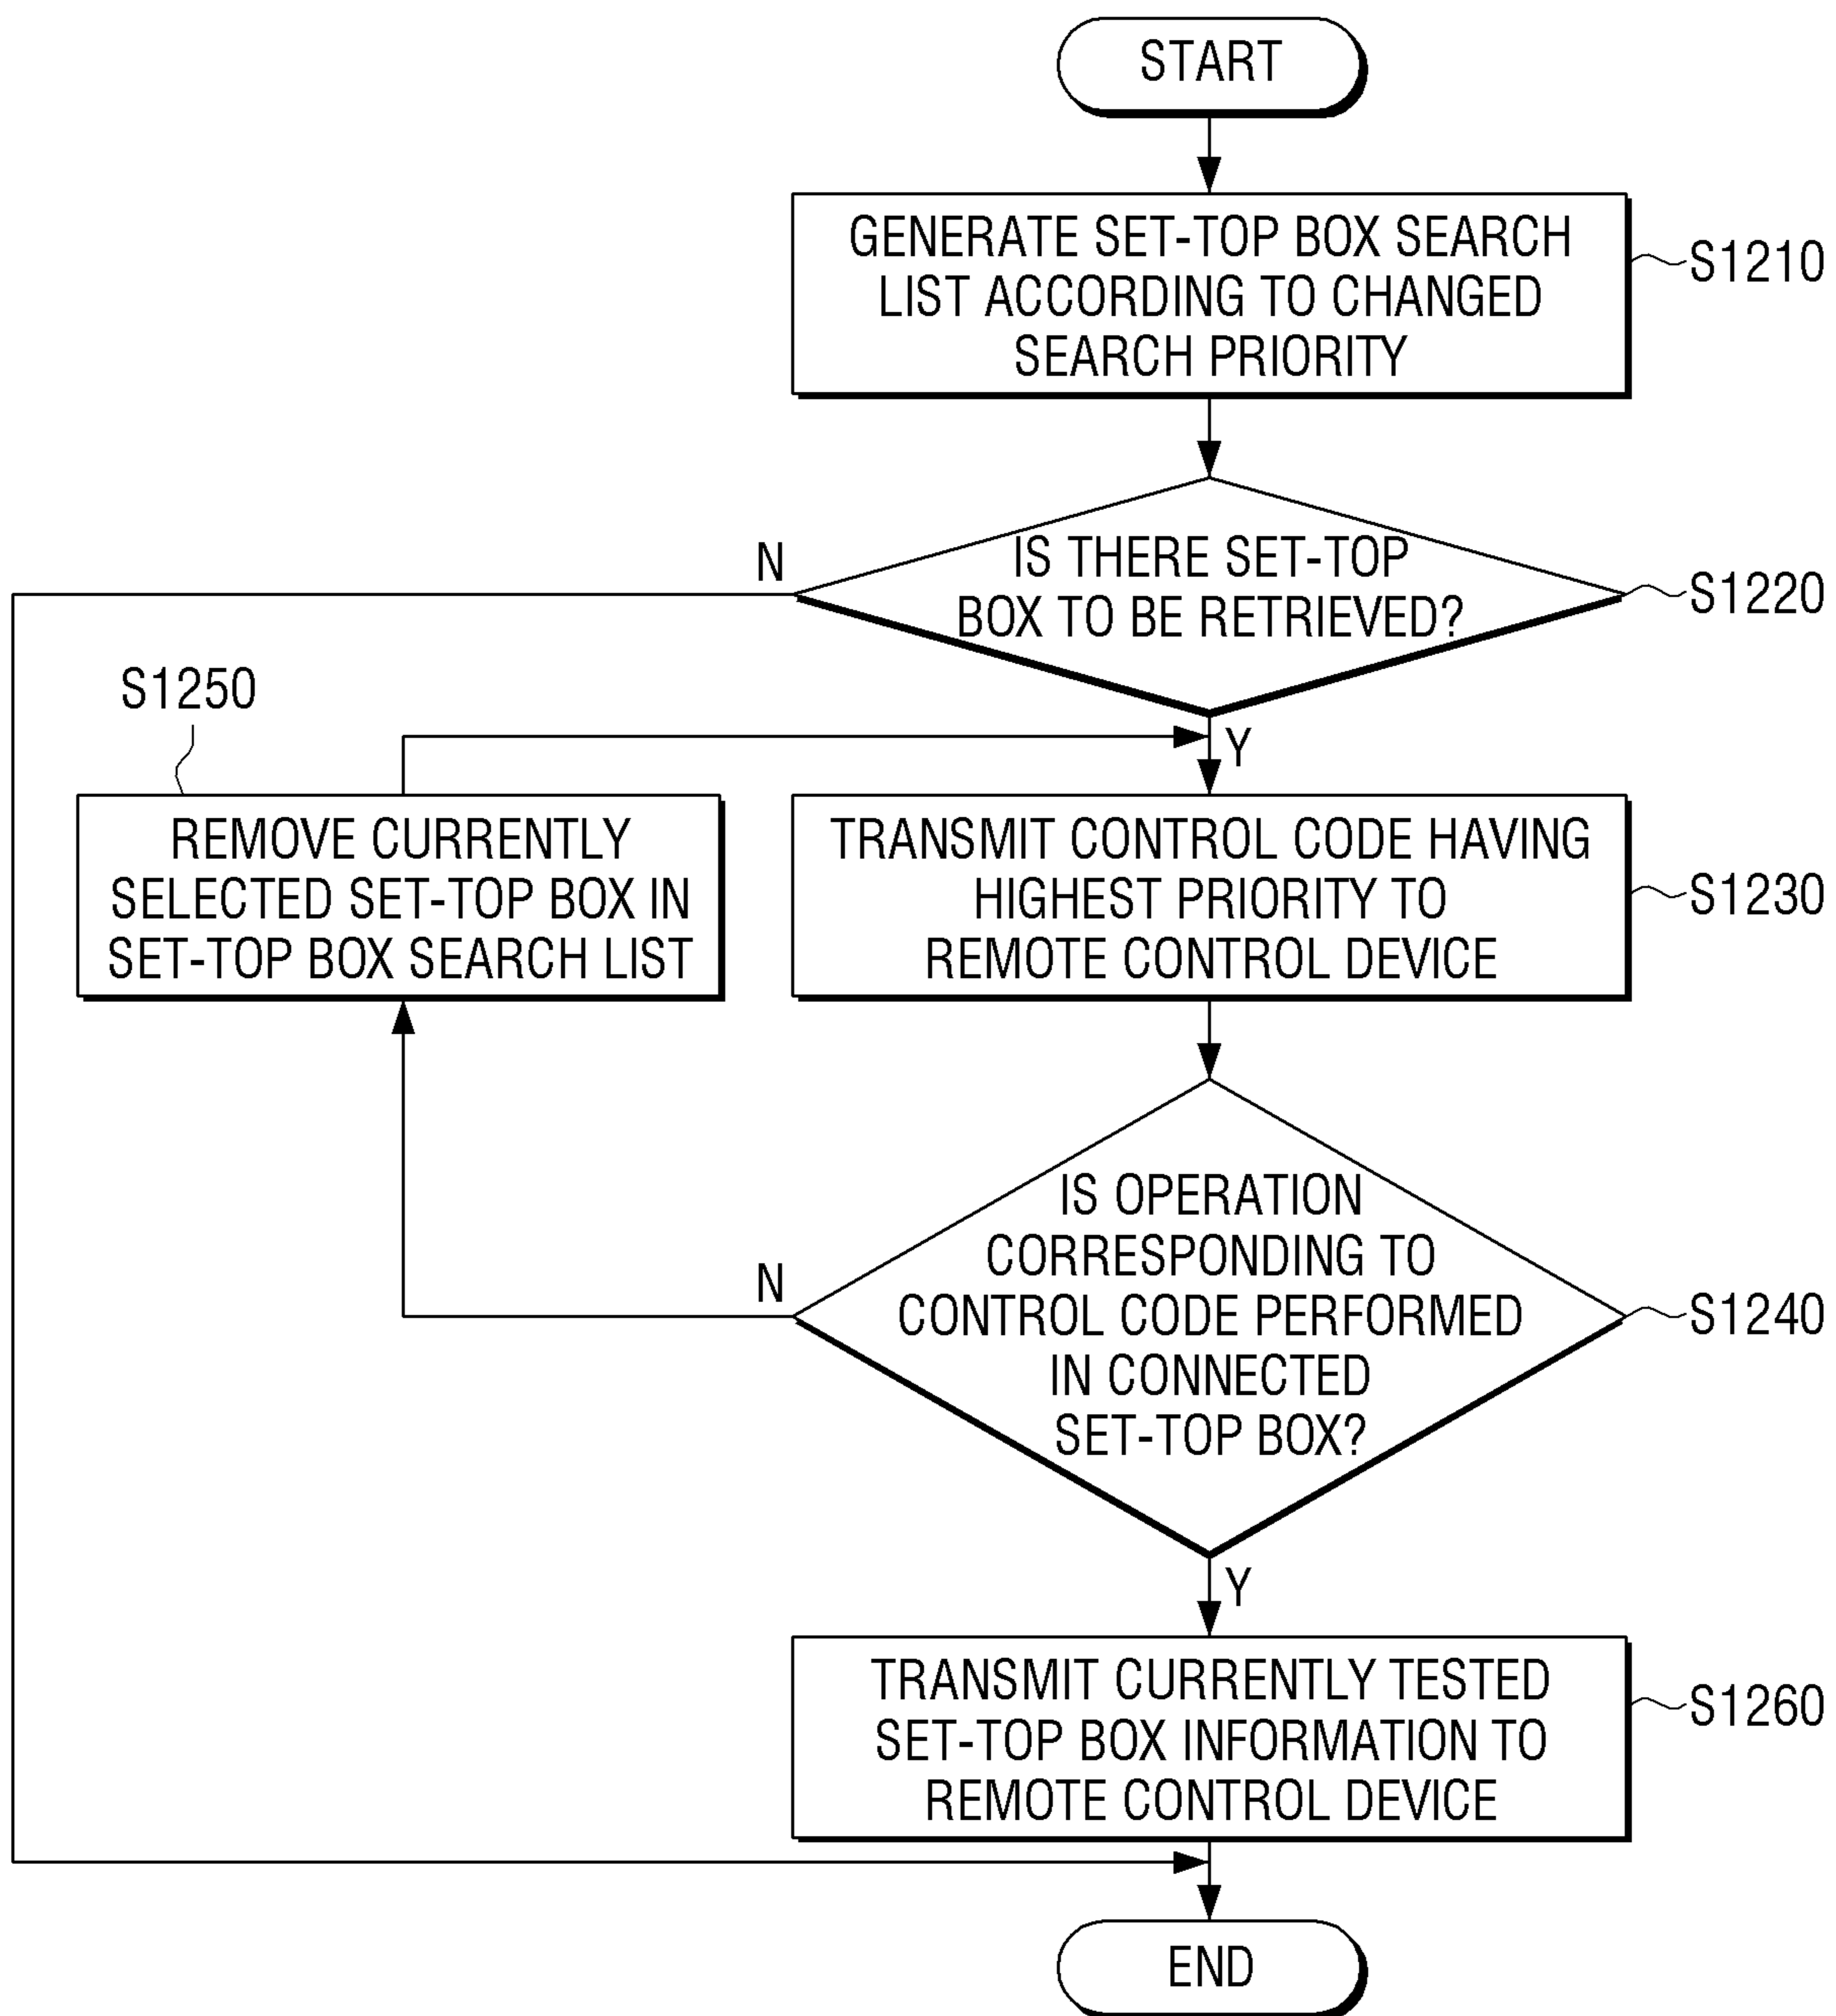 START
GENERATE SET-TOP BOX SEARCH
LIST ACCORDING TO CHANGED
SEARCH PRIORITY
S1210
N
IS THERE SET-TOP
BOX TO BE RETRIEVED?
S1220
Y
S1250
REMOVE CURRENTLY
SELECTED SET-TOP BOX IN
SET-TOP BOX SEARCH LIST
TRANSMIT CONTROL CODE HAVING
HIGHEST PRIORITY TO
REMOTE CONTROL DEVICE
S1230
N
IS OPERATION
CORRESPONDING TO
CONTROL CODE PERFORMED
IN CONNECTED
SET-TOP BOX?
S1240
Y
TRANSMIT CURRENTLY TESTED
SET-TOP BOX INFORMATION TO
REMOTE CONTROL DEVICE
S1260
END